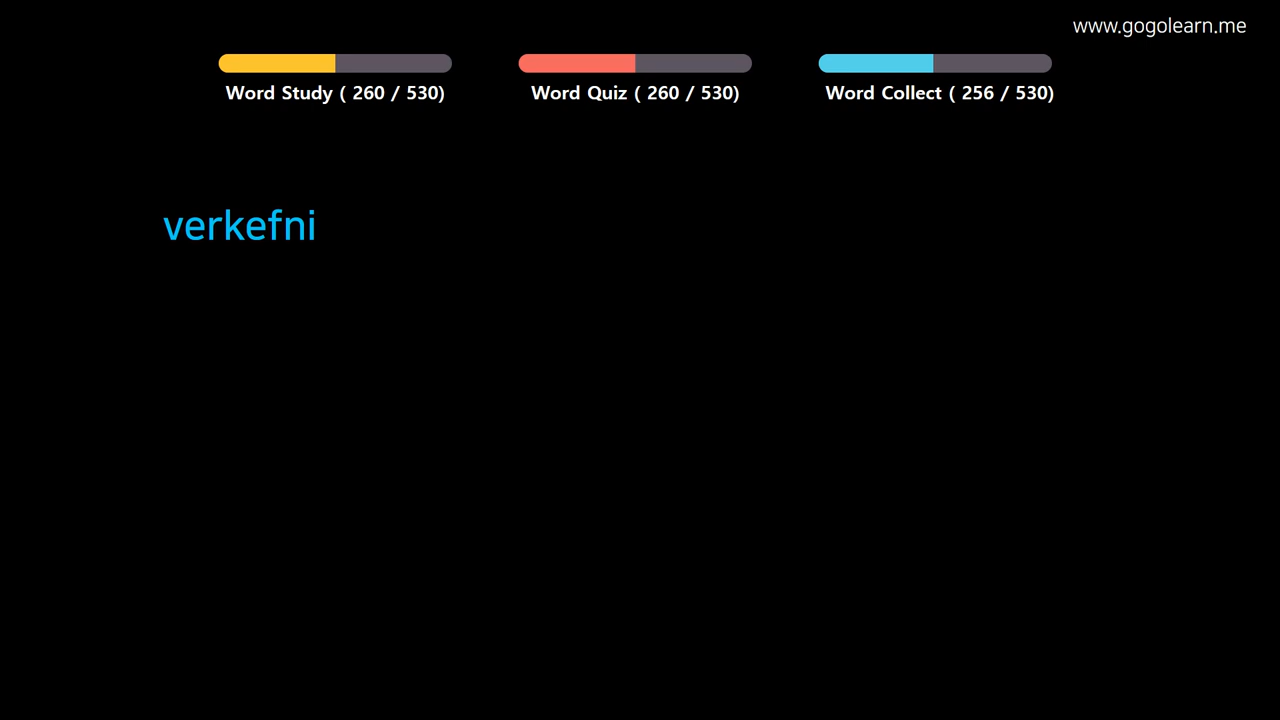 www.gogolearn.me
Word Study ( 260 / 530)
Word Quiz ( 260 / 530)
Word Collect ( 256 / 530)
verkefni